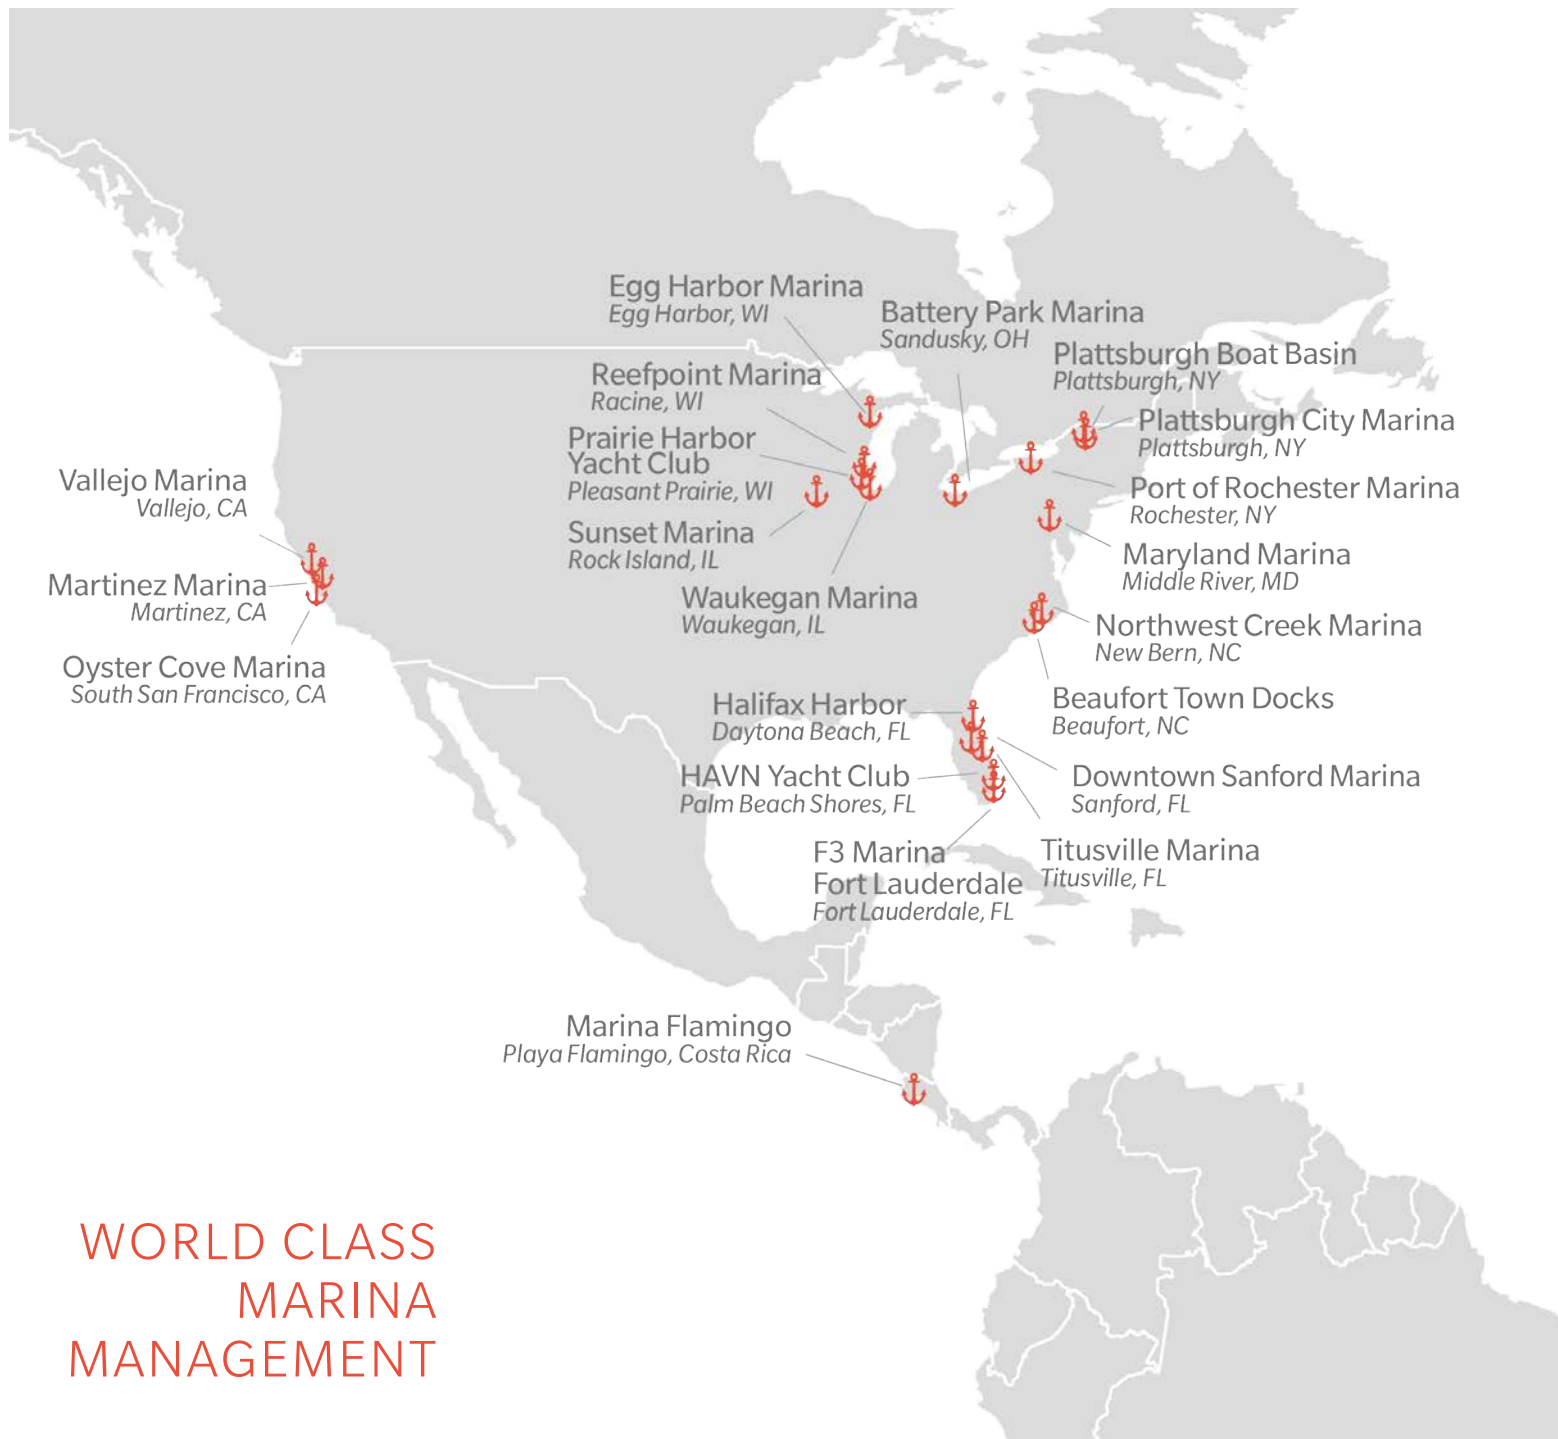 Egg Harbor Marina
Egg Harbor, WI
Battery Park Marina
Sandusky, OH
Plattsburgh Boat Basin
Plattsburgh, NY
Reefpoint Marina
Racine, WI
Plattsburgh City Marina
Plattsburgh, NY
Prairie Harbor
Yacht Club
Pleasant Prairie, WI
Vallejo Marina
Vallejo, CA
Port of Rochester Marina
Rochester, NY
Sunset Marina
Rock Island, IL
Maryland Marina
Middle River, MD
Martinez Marina
Martinez, CA
Waukegan Marina
Waukegan, IL
Northwest Creek Marina
New Bern, NC
Oyster Cove Marina
South San Francisco, CA
Halifax Harbor
Daytona Beach, FL
Beaufort Town Docks
Beaufort, NC
HAVN Yacht Club
Palm Beach Shores, FL
Downtown Sanford Marina
Sanford, FL
F3 Marina
Fort Lauderdale
Fort Lauderdale, FL
Titusville Marina
Titusville, FL
Marina Flamingo
Playa Flamingo, Costa Rica
WORLD CLASS
MARINA
MANAGEMENT